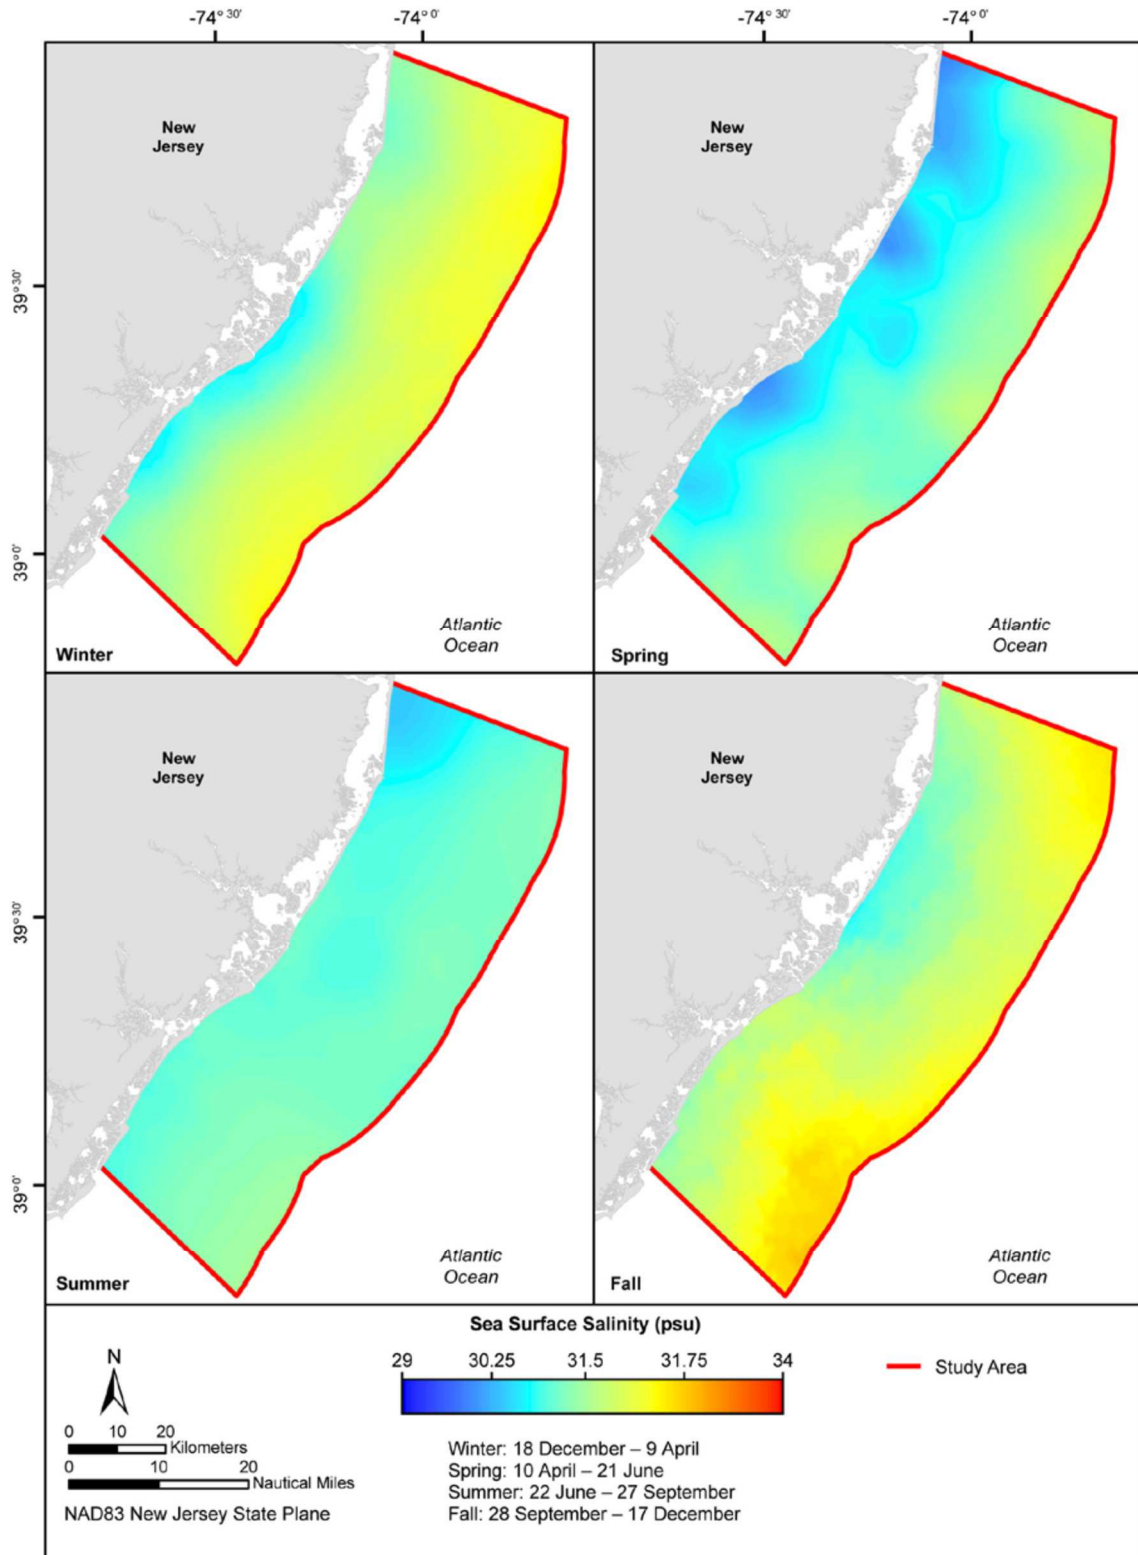 -74° 30'
-74° 0'
-74° 30'
-74° 0'
39° 30'
39° 0'
New
Jersey
Atlantic
Ocean
Winter
New
Jersey
Atlantic
Ocean
Spring
39° 30'
39° 0'
New
Jersey
Atlantic
Ocean
Summer
New
Jersey
Atlantic
Ocean
Fall
Sea Surface Salinity (psu)
29 30.25 31.5 31.75 34
Study Area
N
0 10 20
Kilometers
0 10 20
Nautical Miles
NAD83 New Jersey State Plane
Winter: 18 December – 9 April
Spring: 10 April – 21 June
Summer: 22 June – 27 September
Fall: 28 September – 17 December